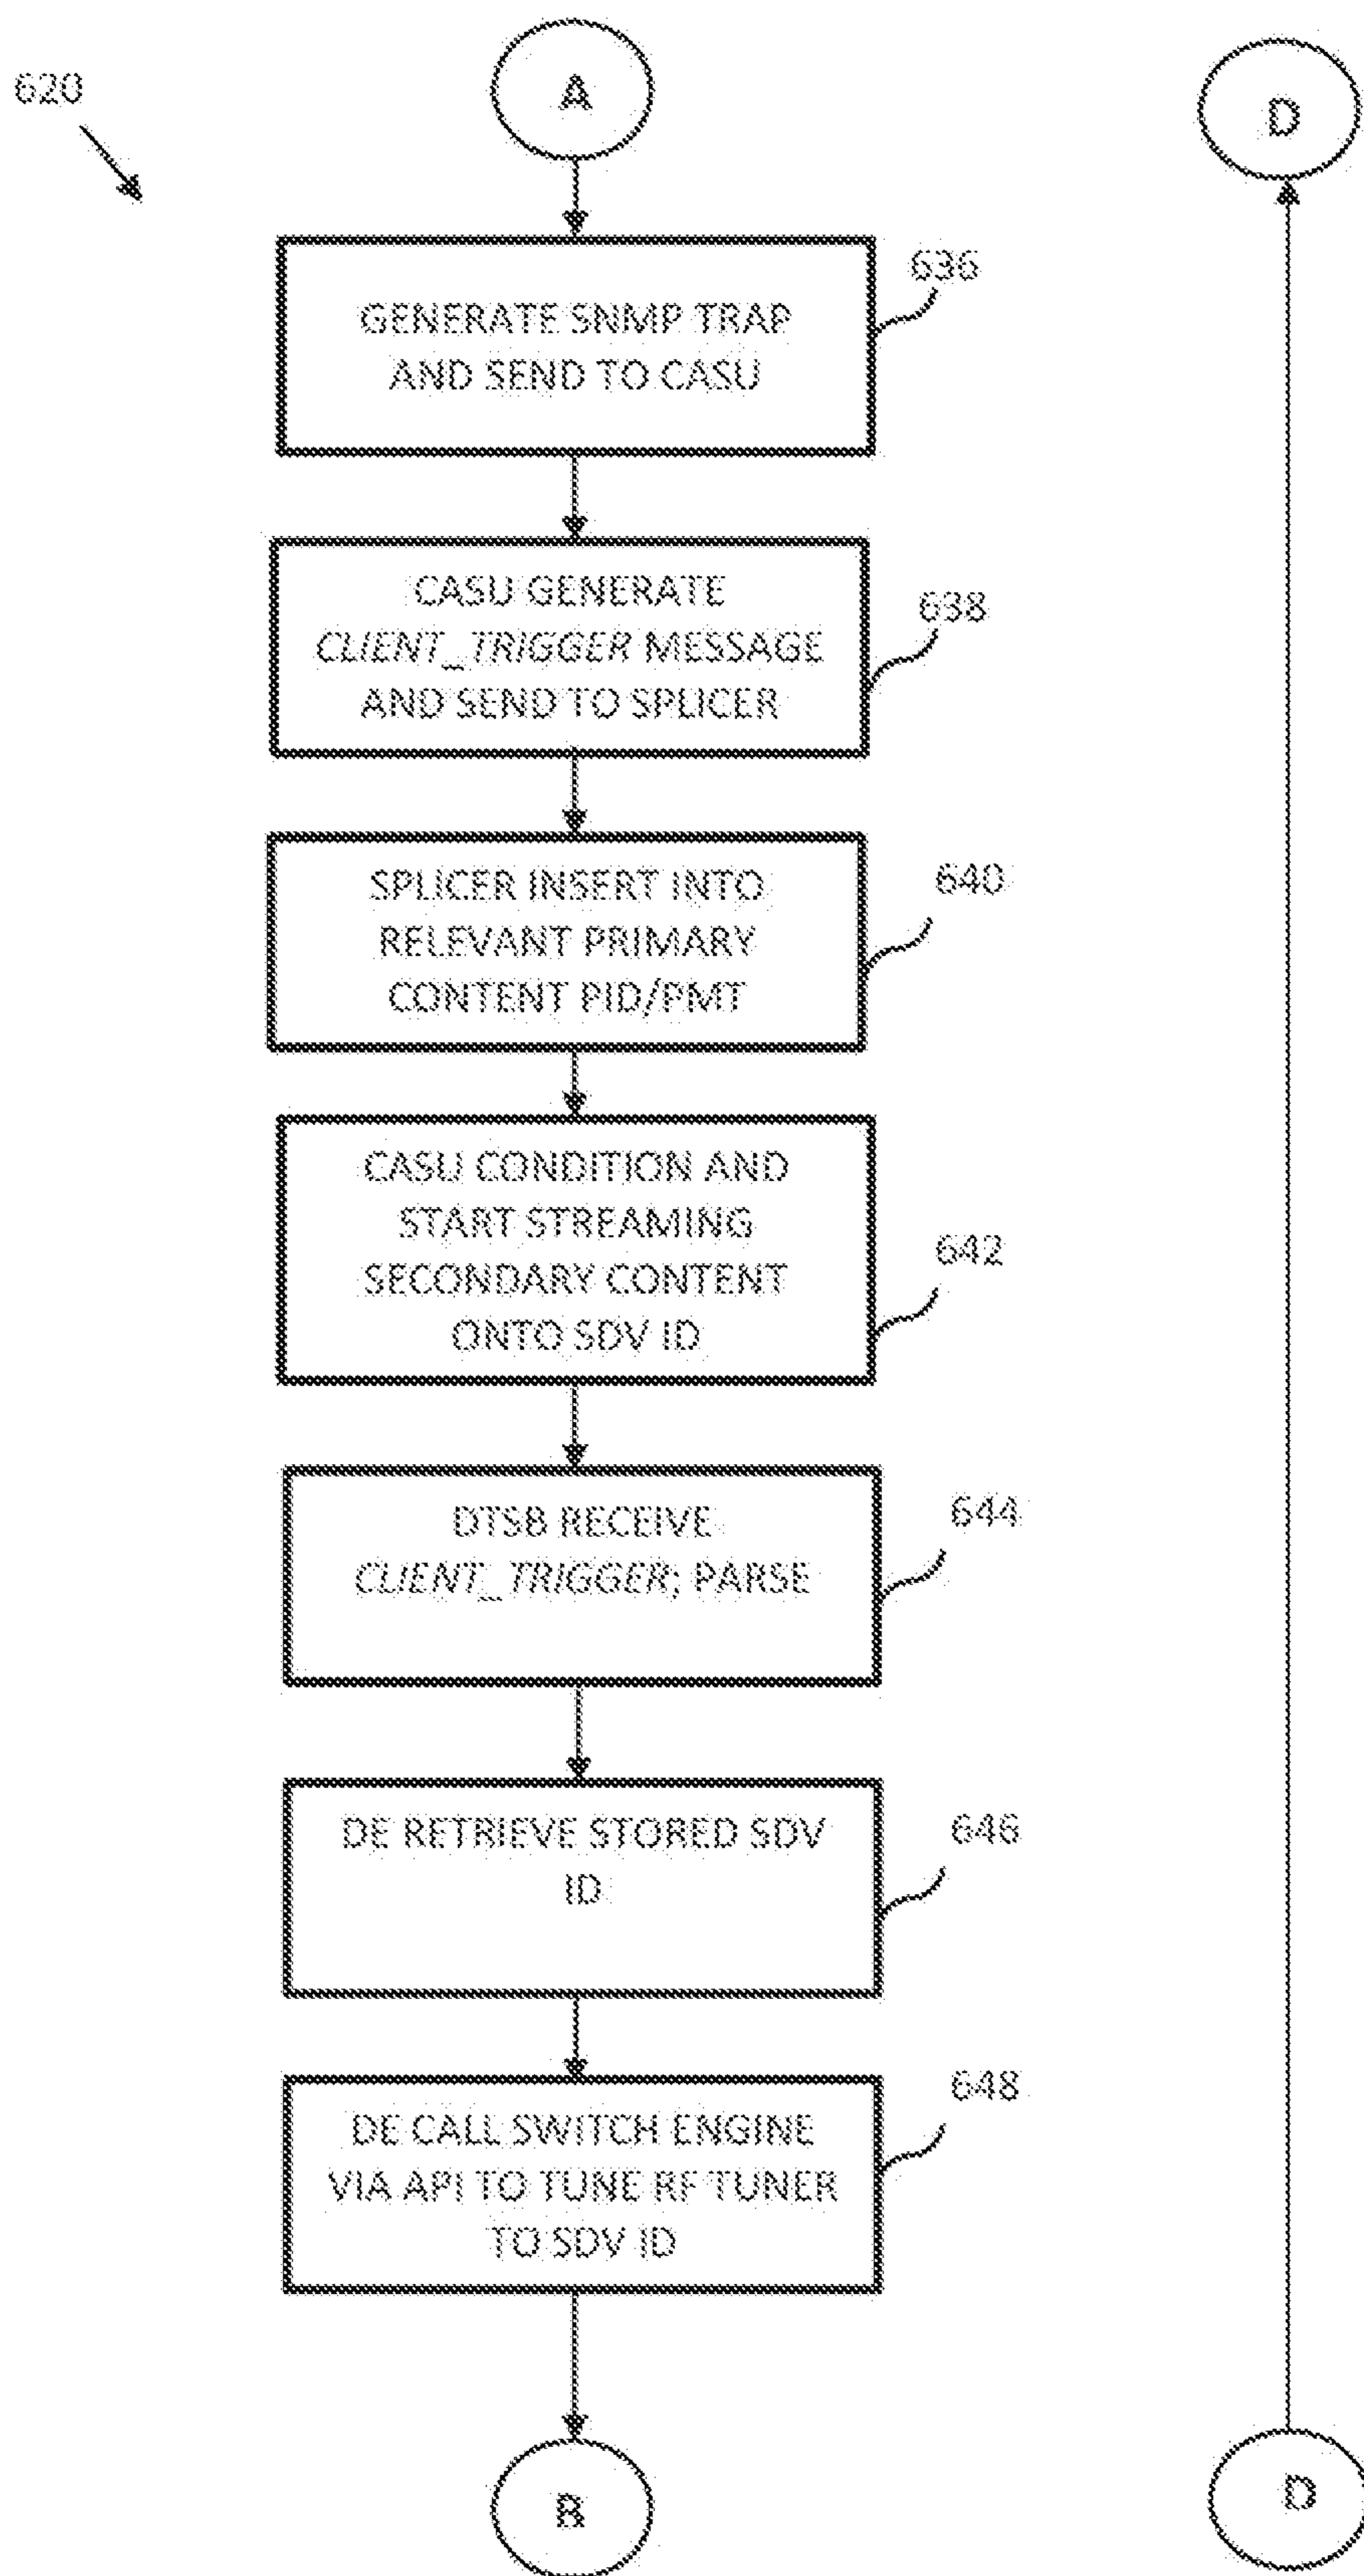 620
A
D
GENERATE SNMP TRAP
AND SEND TO CASU
636
CASU GENERATE
CLIENT_TRIGGER MESSAGE
AND SEND TO SPLICER
638
SPLICER INSERT INTO
RELEVANT PRIMARY
CONTENT PID/PMT
640
CASU CONDITION AND
START STREAMING
SECONDARY CONTENT
ONTO SDV ID
642
DTSB RECEIVE
CLIENT_TRIGGER; PARSE
644
DE RETRIEVE STORED SDV
ID
646
DE CALL SWITCH ENGINE
VIA API TO TUNE RF TUNER
TO SDV ID
648
B
D